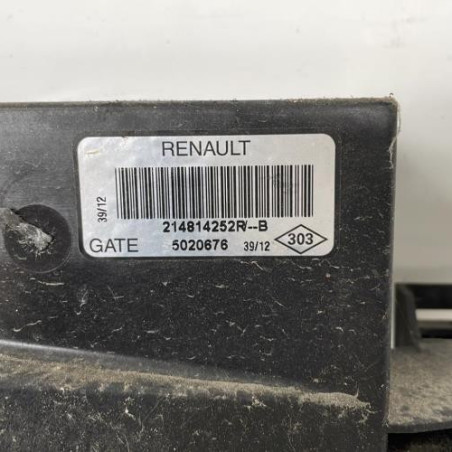 RENAULT
39/12
214814252R/--B
GATE 5020676 39/12 303